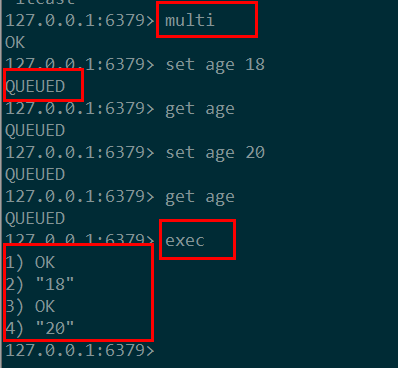 127.0.0.1:6379> multi
OK
127.0.0.1:6379> set age 18
QUEUED
127.0.0.1:6379> get age
QUEUED
127.0.0.1:6379> set age 20
QUEUED
127.0.0.1:6379> get age
QUEUED
127.0.0.1:6379> exec
1) OK
2) "18"
3) OK
4) "20"
127.0.0.1:6379>